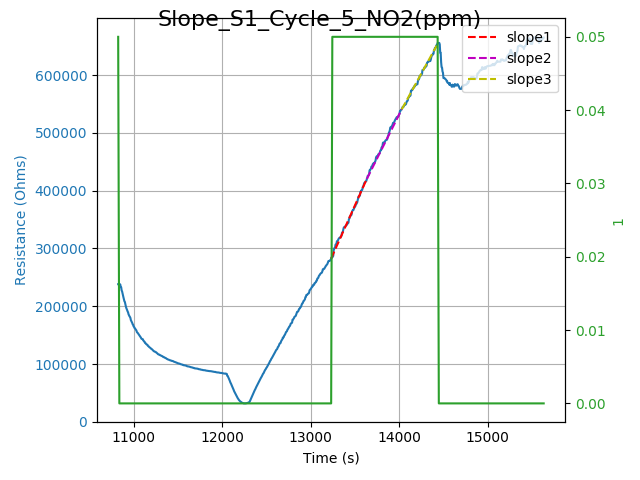 Slope_S1_Cycle_5_NO2(ppm)
slope1
slope2
slope3
600000
500000
400000
300000
200000
100000
0
Resistance (Ohms)
0.05
0.04
0.03
0.02
0.01
0.00
1
11000 12000 13000 14000 15000
Time (s)